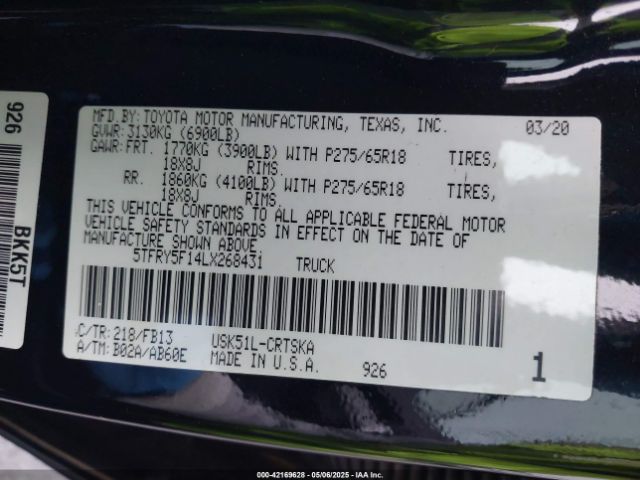 MFD.BY: TOYOTA MOTOR MANUFACTURING, TEXAS, INC. 03/20
GVWR: 3130KG (6900LB)
GAWR: FRT. 1770KG (3900LB) WITH P275/65R18 TIRES,
18X8J RIMS.
RR. 1860KG (4100LB) WITH P275/65R18 TIRES,
18X8J RIMS.
THIS VEHICLE CONFORMS TO ALL APPLICABLE FEDERAL MOTOR
VEHICLE SAFETY STANDARDS IN EFFECT ON THE DATE OF
MANUFACTURE SHOWN ABOVE
5TFRY5F14LX268431 TRUCK
C/TR: 218/FB13 USK51L-CRTSKA
A/TM: B02A/AB60E MADE IN U.S.A. 926 1
926
BKK5T
000-42169628 - 05/06/2025 - IAA Inc.